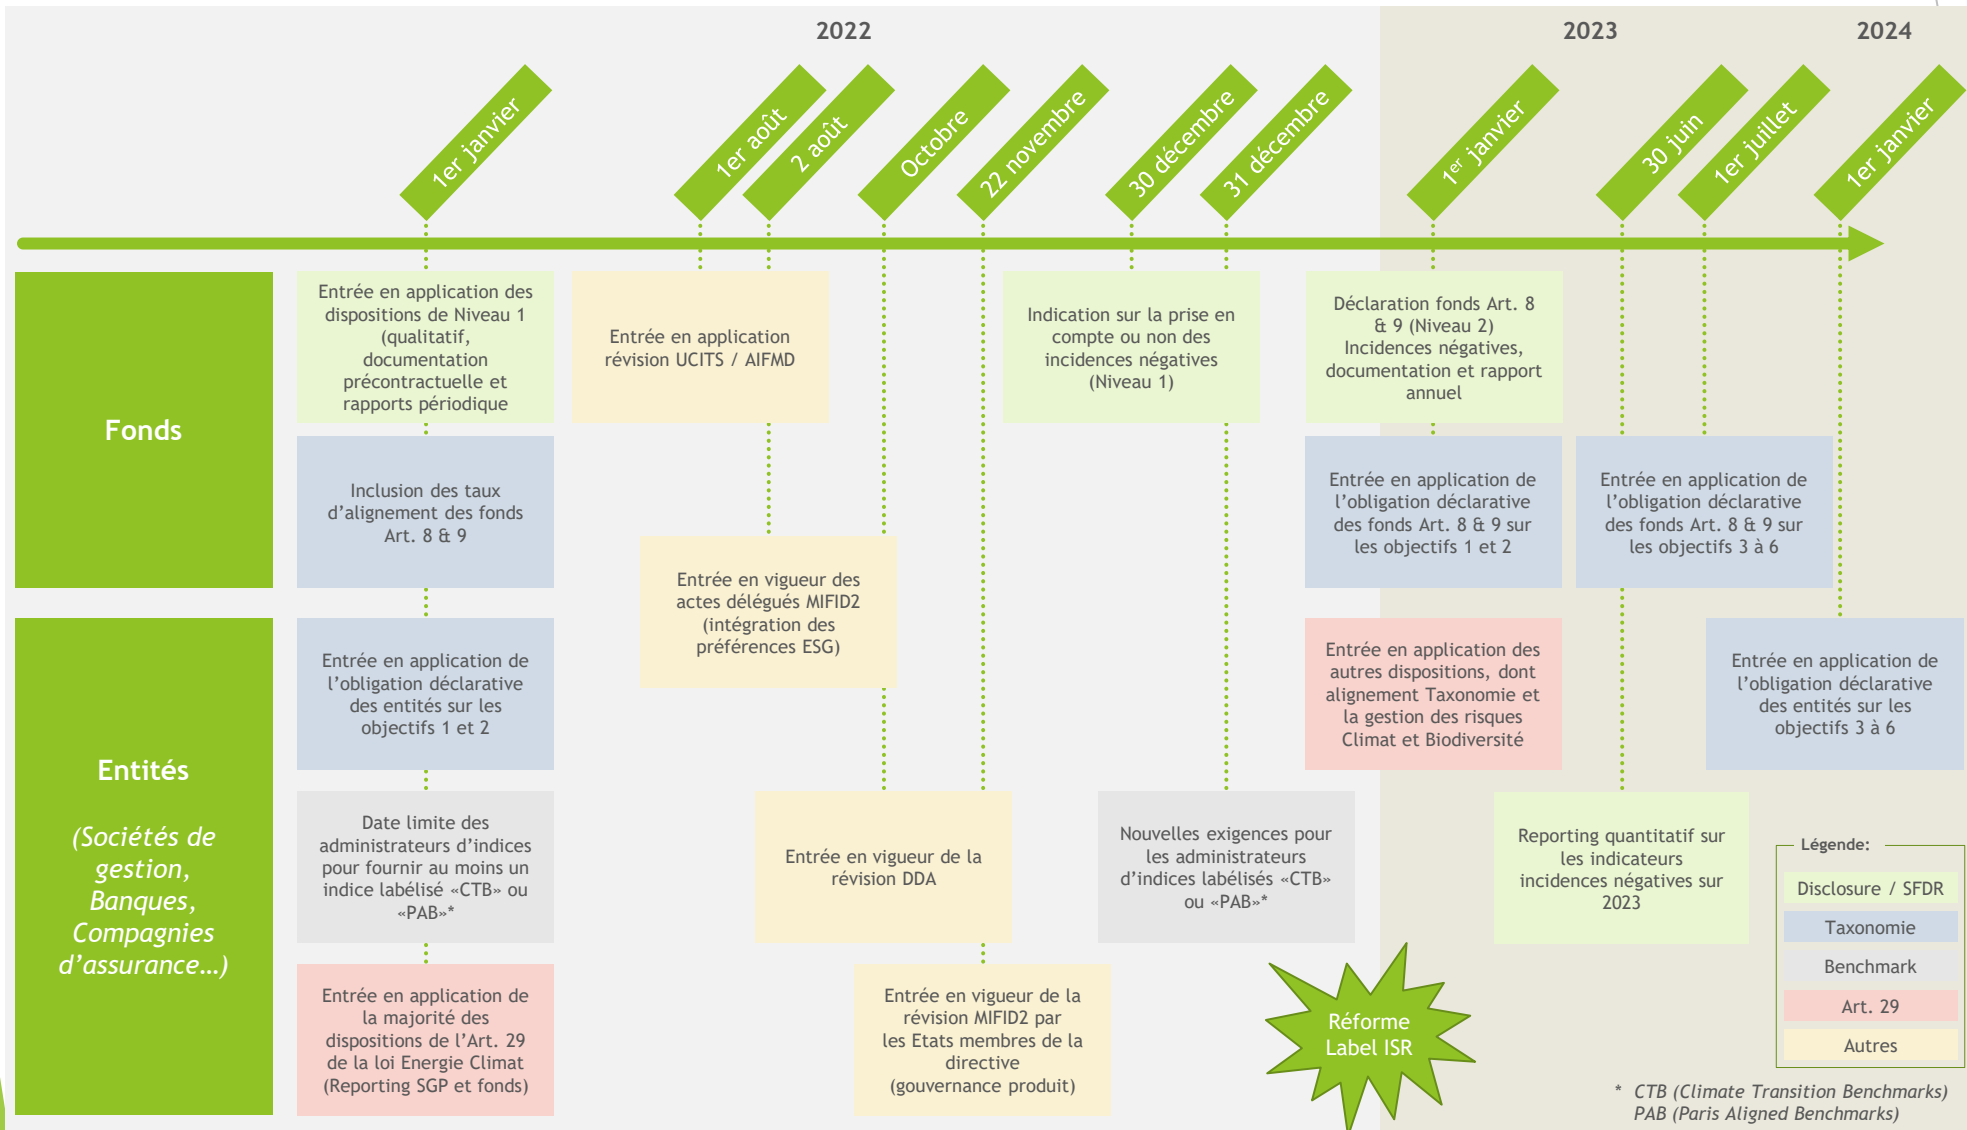 2022
2023
2024
1er janvier
1er août
2 août
Octobre
22 novembre
30 décembre
31 décembre
1er janvier
30 juin
1er juillet
1er janvier
Fonds
Entrée en application des
dispositions de Niveau 1
(qualitatif,
documentation
précontractuelle et
rapports périodique
Entrée en application
révision UCITS / AIFMD
Indication sur la prise en
compte ou non des
incidences négatives
(Niveau 1)
Déclaration fonds Art. 8
& 9 (Niveau 2)
Incidences négatives,
documentation et rapport
annuel
Inclusion des taux
d’alignement des fonds
Art. 8 & 9
Entrée en vigueur des
actes délégués MIFID2
(intégration des
préférences ESG)
Entrée en application de
l’obligation déclarative
des fonds Art. 8 & 9 sur
les objectifs 1 et 2
Entrée en application de
l’obligation déclarative
des fonds Art. 8 & 9 sur
les objectifs 3 à 6
Entités
(Sociétés de
gestion,
Banques,
Compagnies
d’assurance…)
Entrée en application de
l’obligation déclarative
des entités sur les
objectifs 1 et 2
Entrée en application des
autres dispositions, dont
alignement Taxonomie et
la gestion des risques
Climat et Biodiversité
Entrée en application de
l’obligation déclarative
des entités sur les
objectifs 3 à 6
Date limite des
administrateurs d’indices
pour fournir au moins un
indice labélisé «CTB» ou
«PAB»*
Entrée en vigueur de la
révision DDA
Nouvelles exigences pour
les administrateurs
d’indices labélisés «CTB»
ou «PAB»*
Reporting quantitatif sur
les indicateurs
incidences négatives sur
2023
Entrée en application de
la majorité des
dispositions de l’Art. 29
de la loi Energie Climat
(Reporting SGP et fonds)
Entrée en vigueur de la
révision MIFID2 par
les Etats membres de la
directive
(gouvernance produit)
Réforme
Label ISR
Légende:
Disclosure / SFDR
Taxonomie
Benchmark
Art. 29
Autres
* CTB (Climate Transition Benchmarks)
PAB (Paris Aligned Benchmarks)